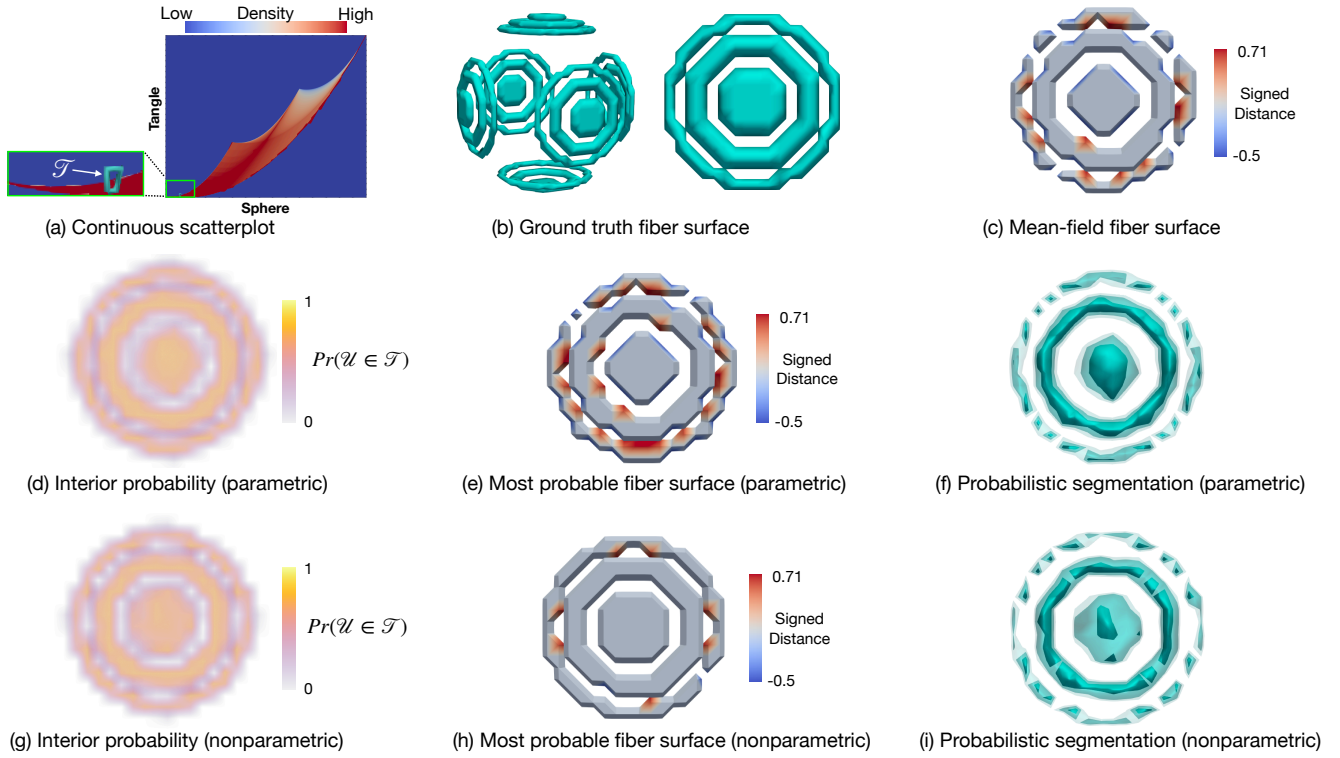 Low Density High
Tangle
𝒯
Sphere
(a) Continuous scatterplot
(b) Ground truth fiber surface
0.71
Signed
Distance
-0.5
(c) Mean-field fiber surface
1
Pr(𝒰 ∈ 𝒯)
0
(d) Interior probability (parametric)
0.71
Signed
Distance
-0.5
(e) Most probable fiber surface (parametric)
(f) Probabilistic segmentation (parametric)
1
Pr(𝒰 ∈ 𝒯)
0
(g) Interior probability (nonparametric)
0.71
Signed
Distance
-0.5
(h) Most probable fiber surface (nonparametric)
(i) Probabilistic segmentation (nonparametric)